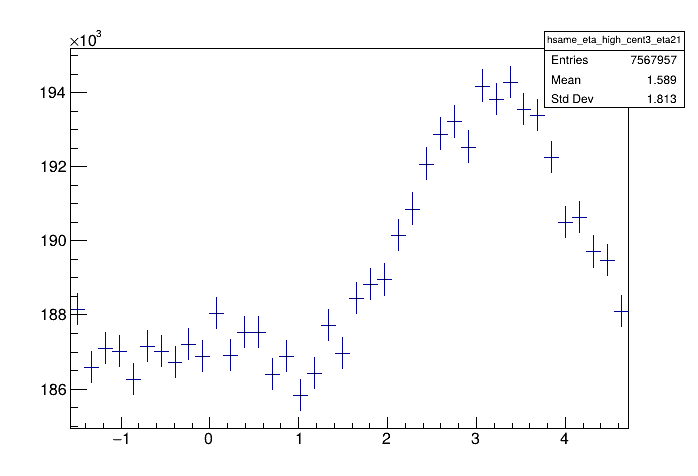 ×10³
hsame_eta_high_cent3_eta21
Entries 7567957
Mean 1.589
Std Dev 1.813
194
192
190
188
186
−1 0 1 2 3 4